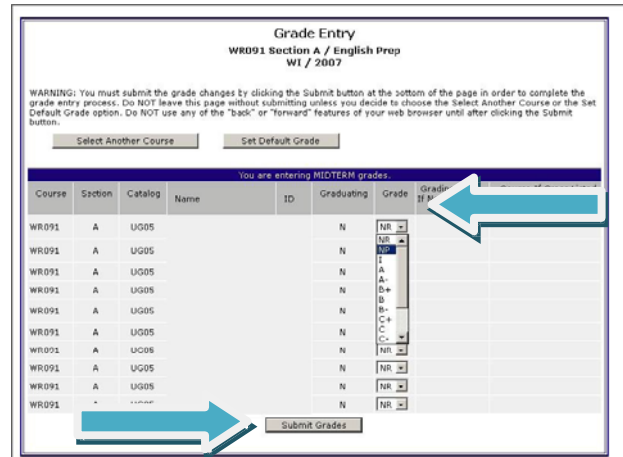 Grade Entry
WR091 Section A / English Prep
WI / 2007
WARNING: You must submit the grade changes by clicking the Submit button at the bottom of the page in order to complete the
grade entry process. Do NOT leave this page without submitting unless you decide to choose the Select Another Course or the Set
Default Grade option. Do NOT use any of the "back" or "forward" features of your web browser until after clicking the Submit
button.
Select Another Course Set Default Grade
You are entering MIDTERM grades.
Course Section Catalog Name ID Graduating Grade
WR091 A UG05 N NR
NR
WR091 A UG05 N NP
I
WR091 A UG05 N A
A-
WR091 A UG05 N B+
B
WR091 A UG05 N B-
C+
WR091 A UG05 N C
C-
WR091 A UG05 N NR
WR091 A UG05 N NR
WR091 A UG05 N NR
WR091 N NR
Submit Grades